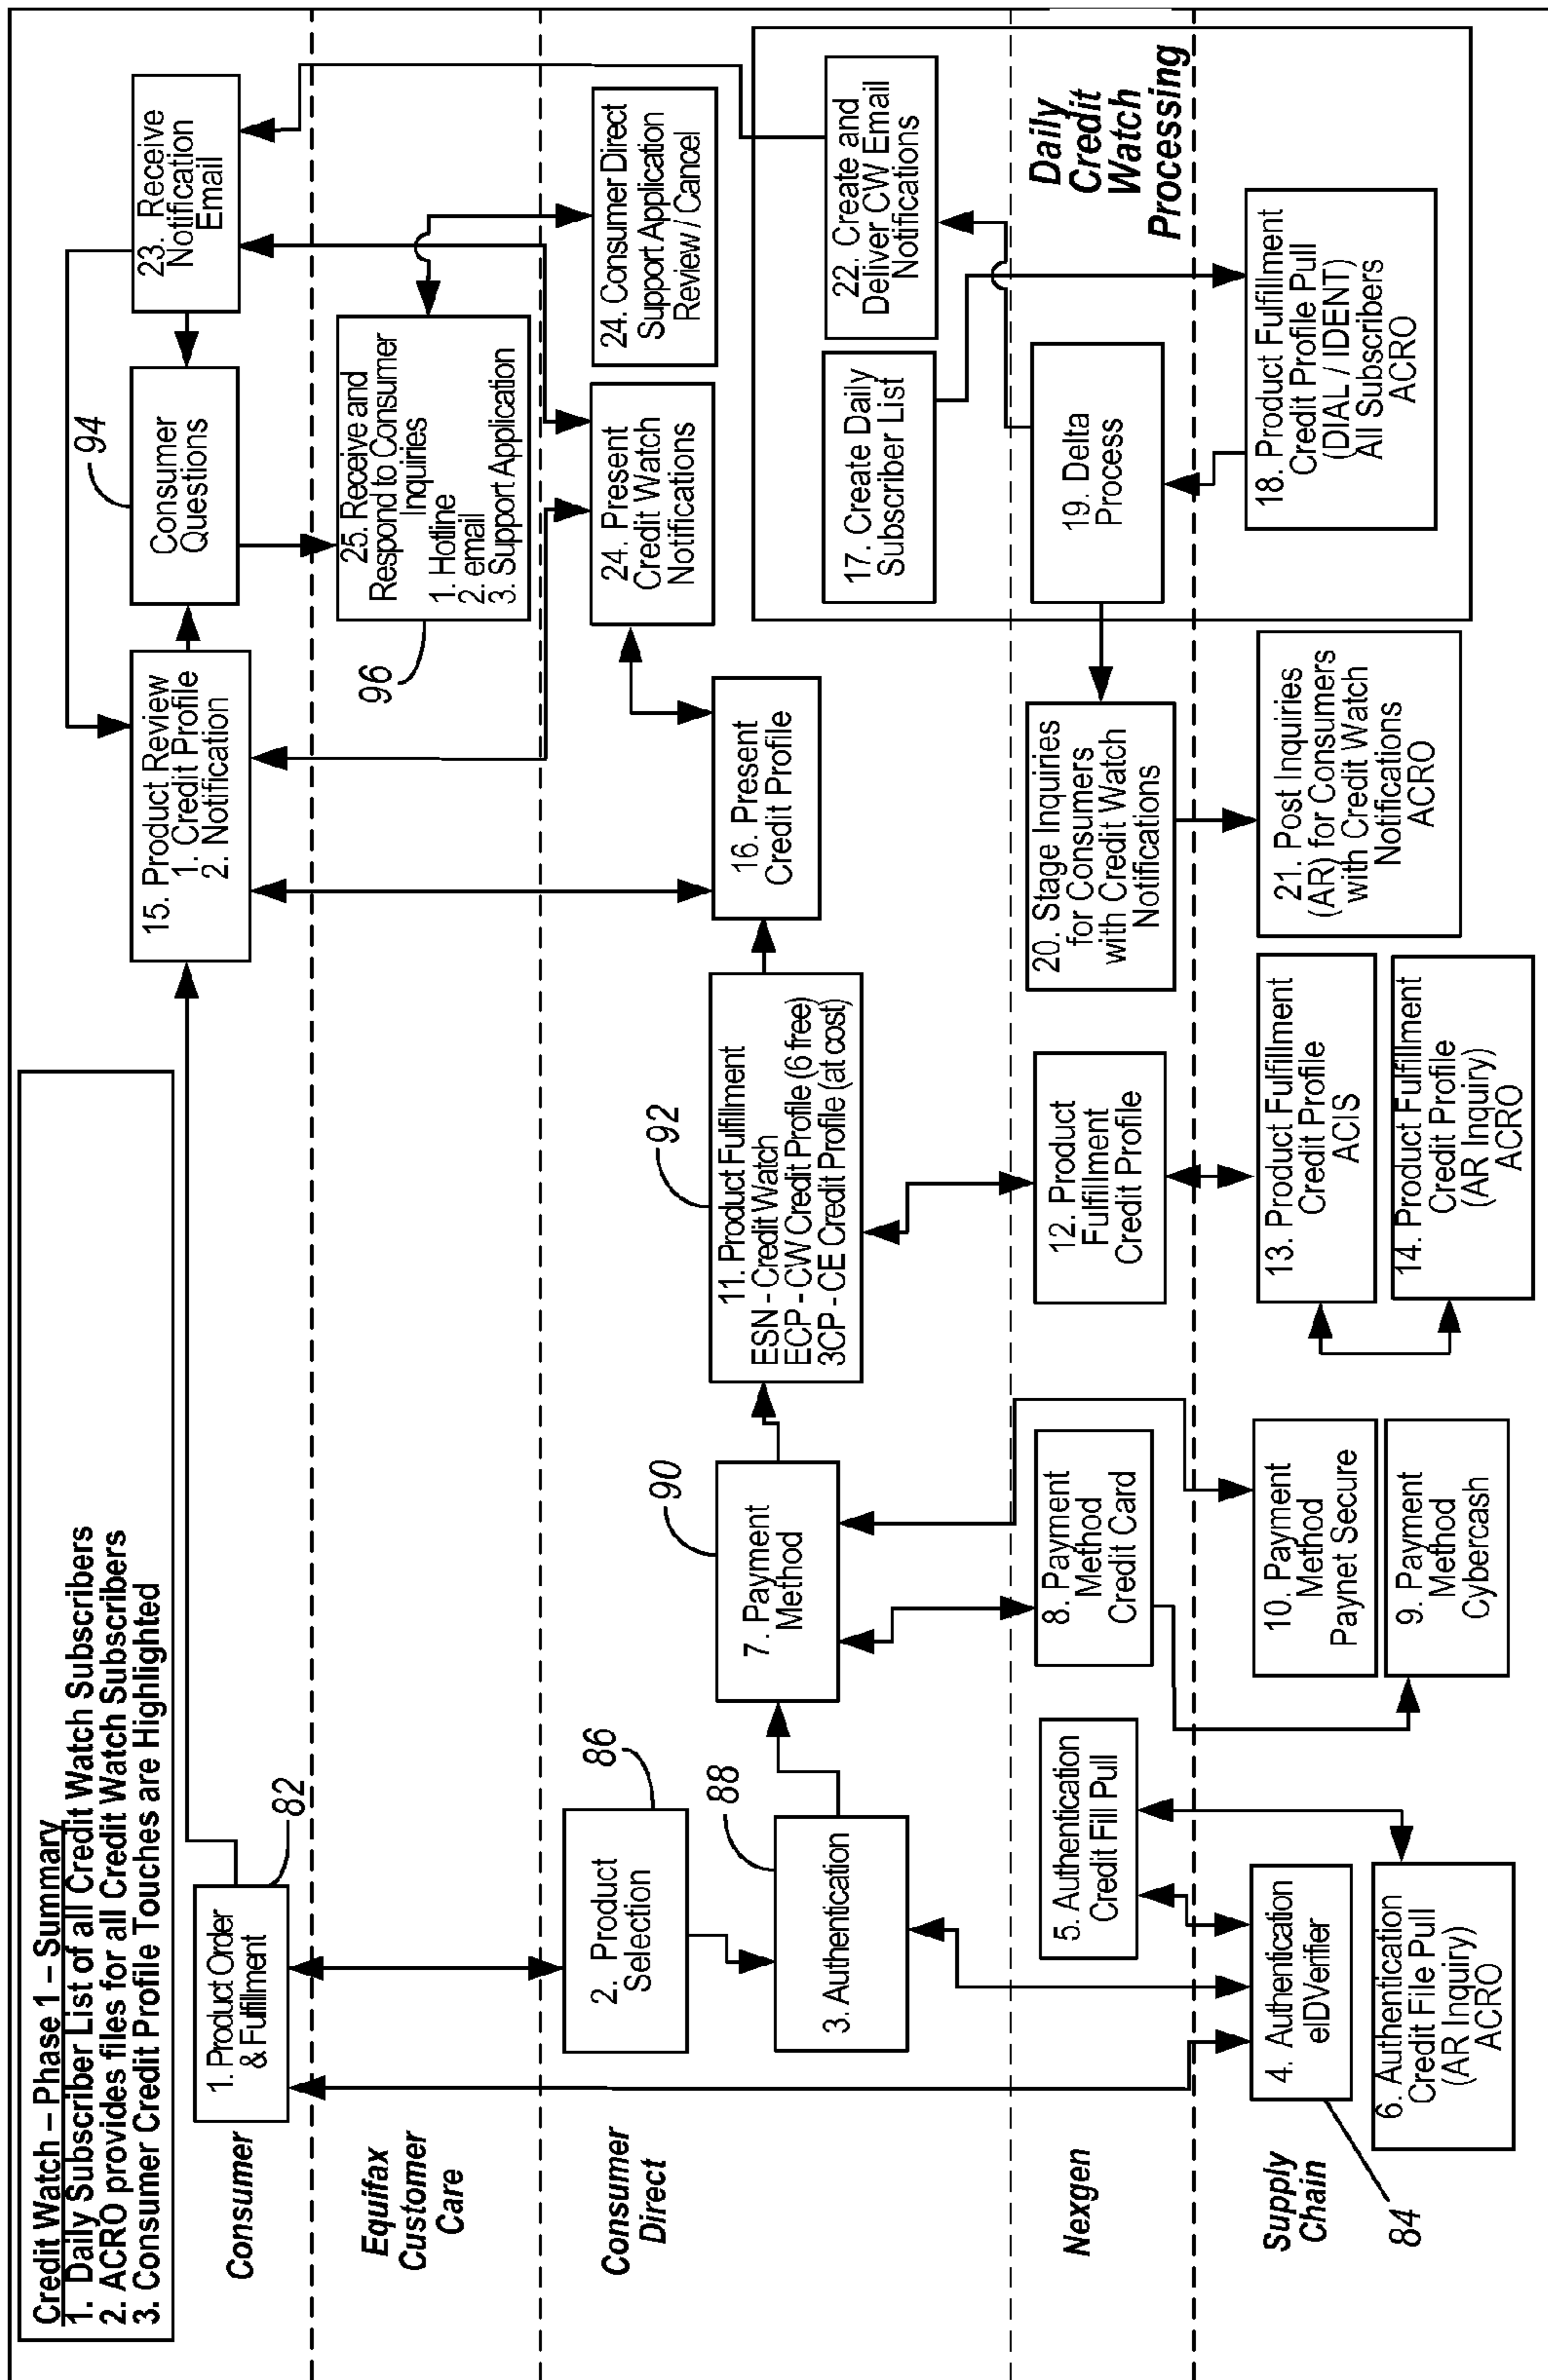 Credit Watch – Phase 1 – Summary
1. Daily Subscriber List of all Credit Watch Subscribers
2. ACRO provides files for all Credit Watch Subscribers
3. Consumer Credit Profile Touches are Highlighted
Consumer
1. Product Order
& Fulfillment
82
15. Product Review
1. Credit Profile
2. Notification
Consumer
Questions
94
23. Receive
Notification
Email
Equifax
Customer
Care
25. Receive and
Respond to Consumer
Inquiries
1. Hotline
2. email
3. Support Application
96
Consumer
Direct
2. Product
Selection
86
3. Authentication
88
7. Payment
Method
90
11. Product Fulfillment
ESN - Credit Watch
ECP - CW Credit Profile (6 free)
3CP - CE Credit Profile (at cost)
92
16. Present
Credit Profile
24. Present
Credit Watch
Notifications
24. Consumer Direct
Support Application
Review / Cancel
17. Create Daily
Subscriber List
22. Create and
Deliver CW Email
Notifications
Nexgen
5. Authentication
Credit Fill Pull
8. Payment
Method
Credit Card
12. Product
Fulfillment
Credit Profile
20. Stage Inquiries
for Consumers
with Credit Watch
Notifications
19. Delta
Process
Daily
Credit
Watch
Processing
Supply
Chain
84
4. Authentication
eIDVerifier
6. Authentication
Credit File Pull
(AR Inquiry)
ACRO
10. Payment
Method
Paynet Secure
9. Payment
Method
Cybercash
13. Product Fulfillment
Credit Profile
ACIS
14. Product Fulfillment
Credit Profile
(AR Inquiry)
ACRO
21. Post Inquiries
(AR) for Consumers
with Credit Watch
Notifications
ACRO
18. Product Fulfillment
Credit Profile Pull
(DIAL / IDENT)
All Subscribers
ACRO